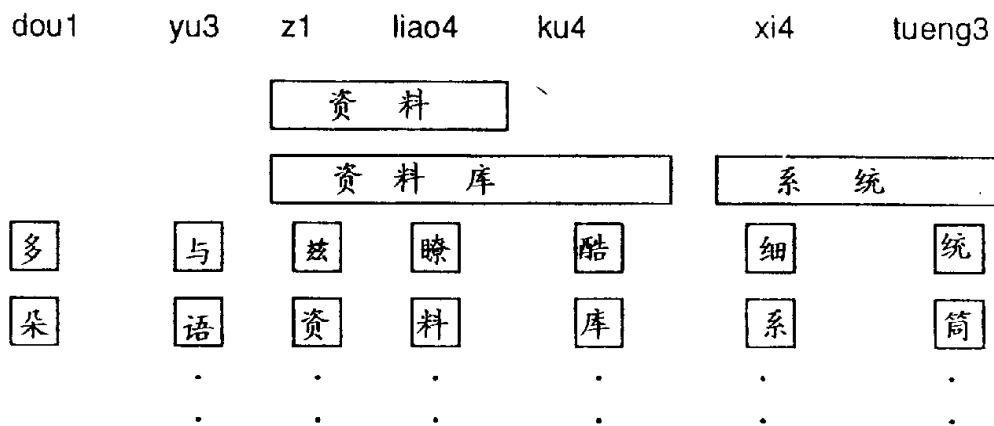 dou1 yu3 z1 liao4 ku4 xi4 tueng3
资料
资料库 系统
多 与 兹 瞭 酷 细 统
朵 语 资 料 库 系 筒
. . . . . .
. . . . . .